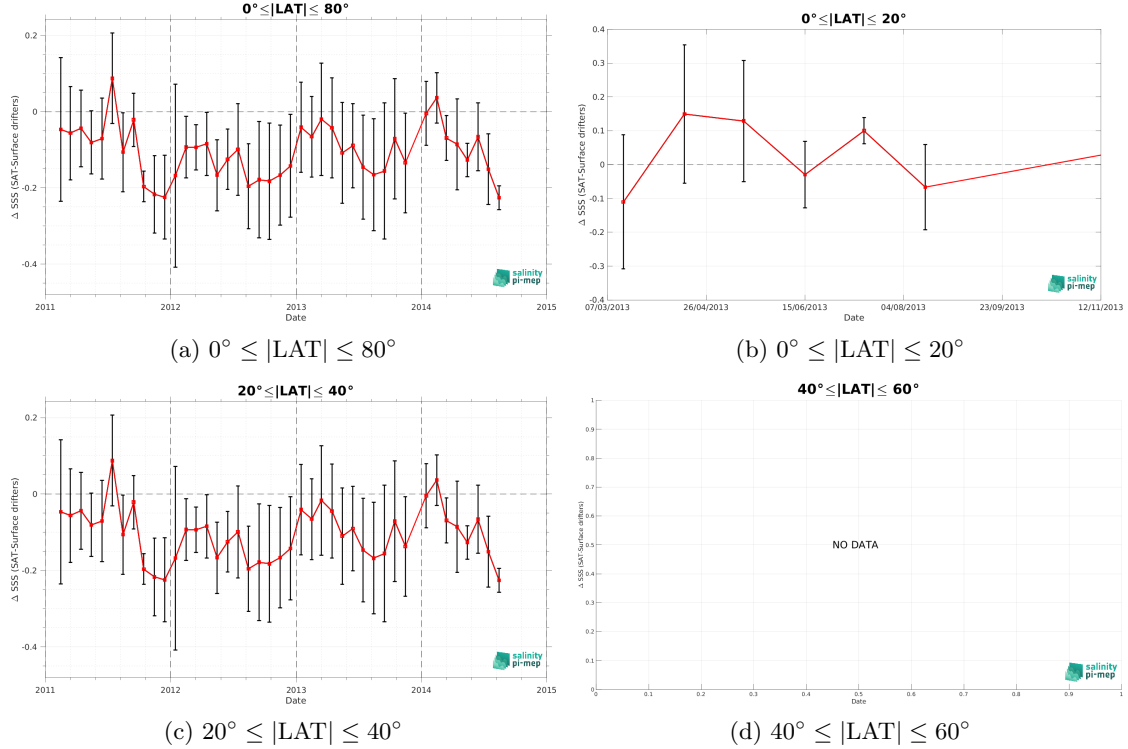 0°≤|LAT|≤ 80°
0.2
0
-0.2
-0.4
Δ SSS (SAT-Surface drifters)
2011 2012 2013 2014 2015
Date
salinity
pi-mep
(a) 0° ≤ |LAT| ≤ 80°
0°≤|LAT|≤ 20°
0.4
0.3
0.2
0.1
0
-0.1
-0.2
-0.3
-0.4
Δ SSS (SAT-Surface drifters)
07/03/2013 26/04/2013 15/06/2013 04/08/2013 23/09/2013 12/11/2013
Date
salinity
pi-mep
(b) 0° ≤ |LAT| ≤ 20°
20°≤|LAT|≤ 40°
0.2
0
-0.2
-0.4
Δ SSS (SAT-Surface drifters)
2011 2012 2013 2014 2015
Date
salinity
pi-mep
(c) 20° ≤ |LAT| ≤ 40°
40°≤|LAT|≤ 60°
1
0.9
0.8
0.7
0.6
0.5
0.4
0.3
0.2
0.1
0
Δ SSS (SAT-Surface drifters)
NO DATA
0 0.1 0.2 0.3 0.4 0.5 0.6 0.7 0.8 0.9 1
Date
salinity
pi-mep
(d) 40° ≤ |LAT| ≤ 60°